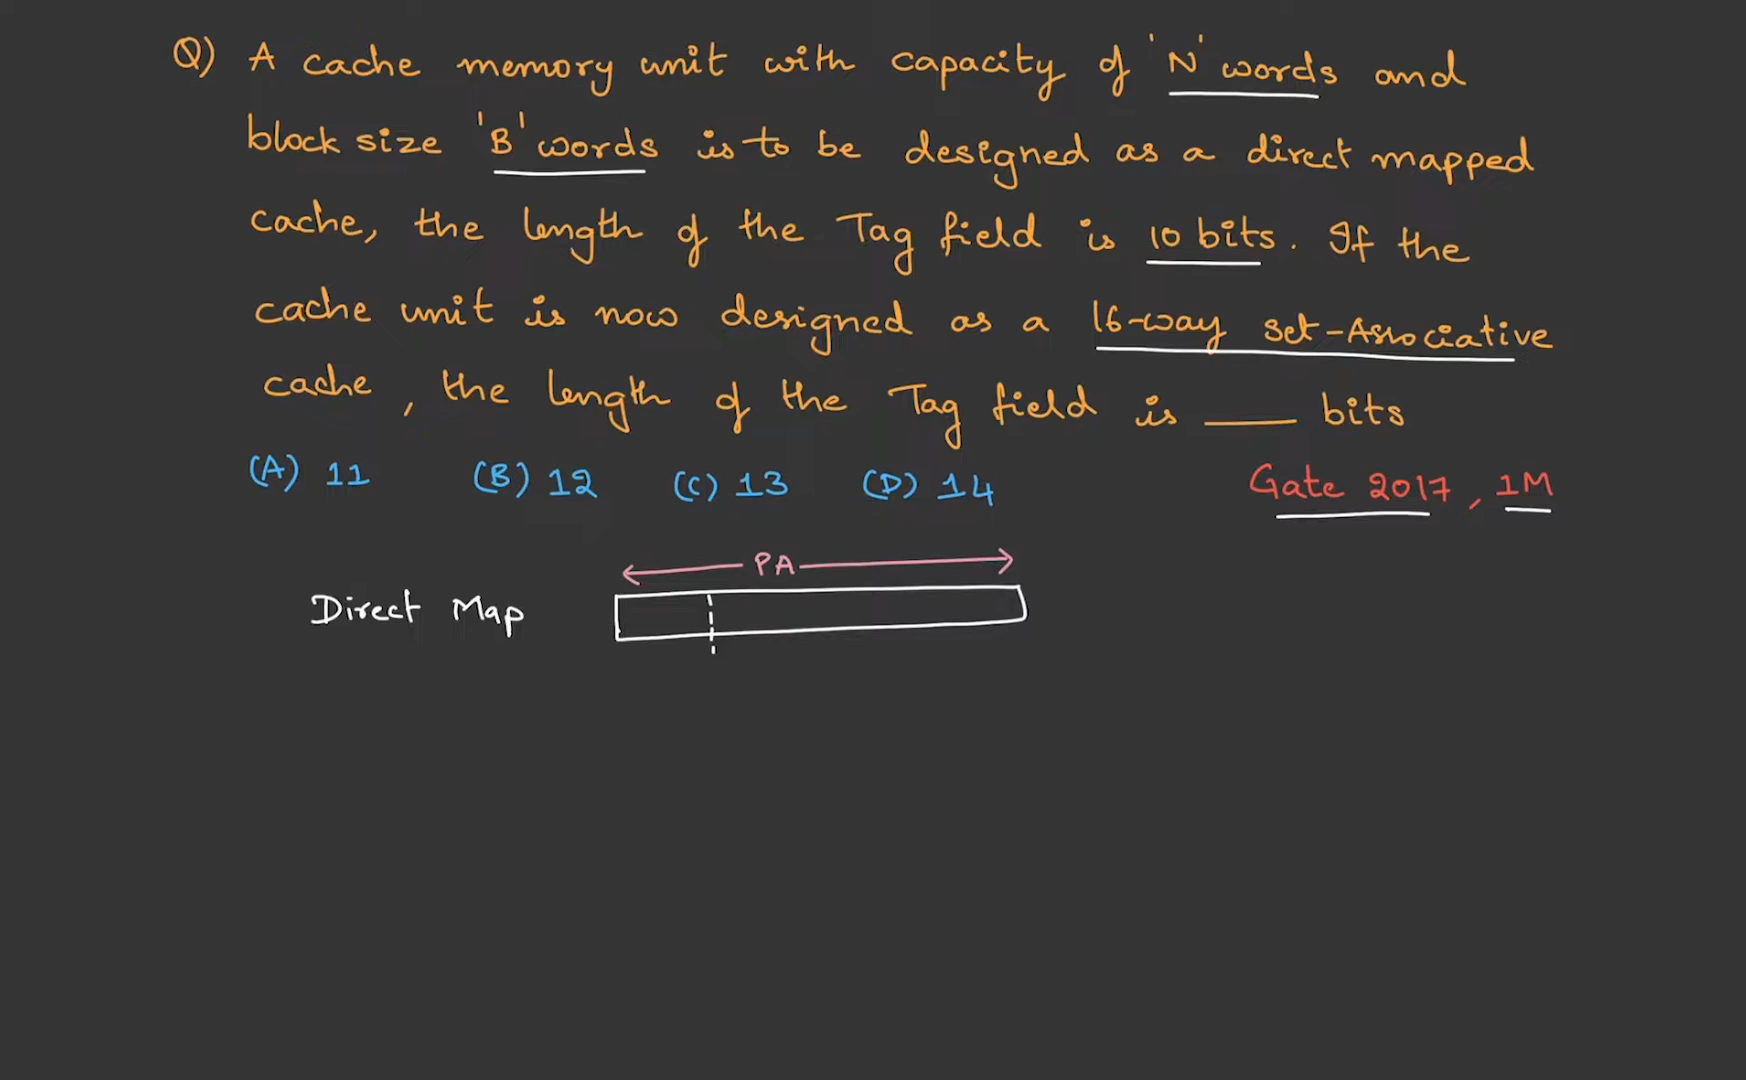 Q) A cache memory unit with capacity of 'N' words and
block size 'B' words is to be designed as a direct mapped
cache, the length of the Tag field is 10 bits. If the
cache unit is now designed as a 16-way set-Associative
cache, the length of the Tag field is ____ bits
(A) 11 (B) 12 (C) 13 (D) 14 Gate 2017, 1M
PA
Direct Map